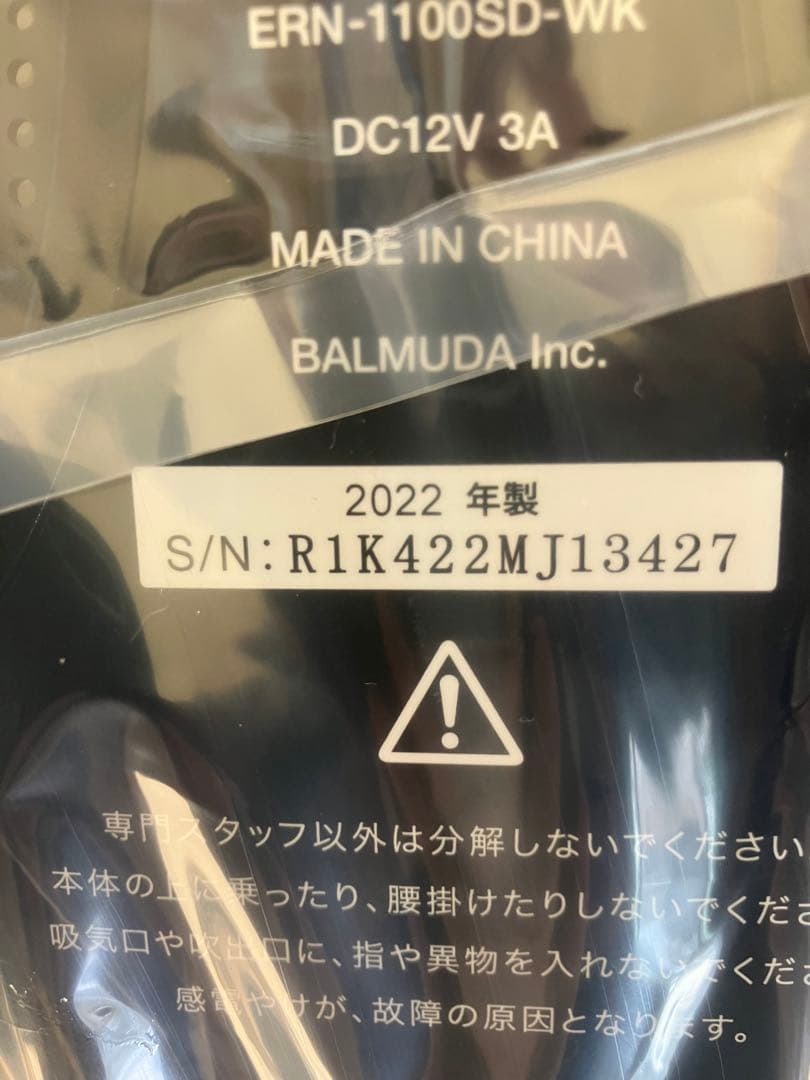 ERN-1100SD-WK
DC12V 3A
MADE IN CHINA
BALMUDA Inc.
2022 年製
S/N: R1K422MJ13427
専門スタッフ以外は分解しないでください
本体の上に乗ったり、腰掛けたりしないでくださ
吸気口や吹出口に、指や異物を入れないでくださ
感電やけが、故障の原因となります。